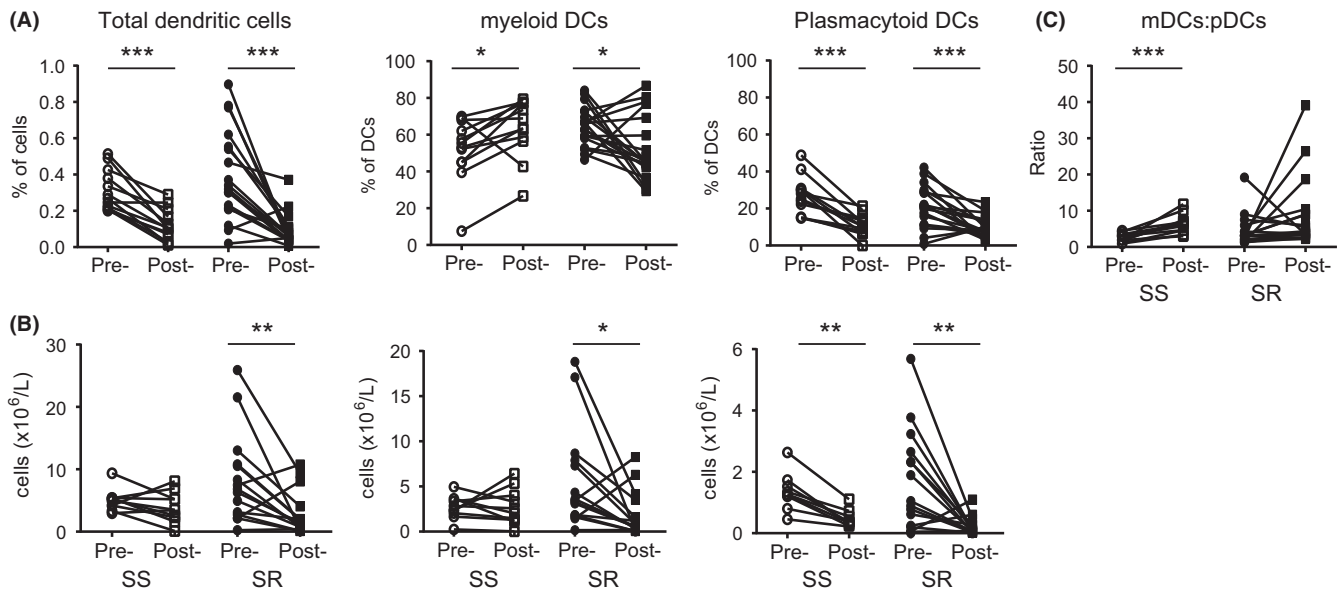 (A)
Total dendritic cells
*** ***
% of cells
1.0
0.8
0.6
0.4
0.2
0.0
Pre- Post- Pre- Post-
myeloid DCs
* *
% of DCs
100
80
60
40
20
0
Pre- Post- Pre- Post-
Plasmacytoid DCs
*** ***
% of DCs
100
80
60
40
20
0
Pre- Post- Pre- Post-
(C)
mDCs:pDCs
***
Ratio
50
40
30
20
10
0
Pre- Post- Pre- Post-
SS SR
(B)
**
cells (x10⁶/L)
30
20
10
0
Pre- Post- Pre- Post-
SS SR
*
cells (x10⁶/L)
20
15
10
5
0
Pre- Post- Pre- Post-
SS SR
** **
cells (x10⁶/L)
6
4
2
0
Pre- Post- Pre- Post-
SS SR